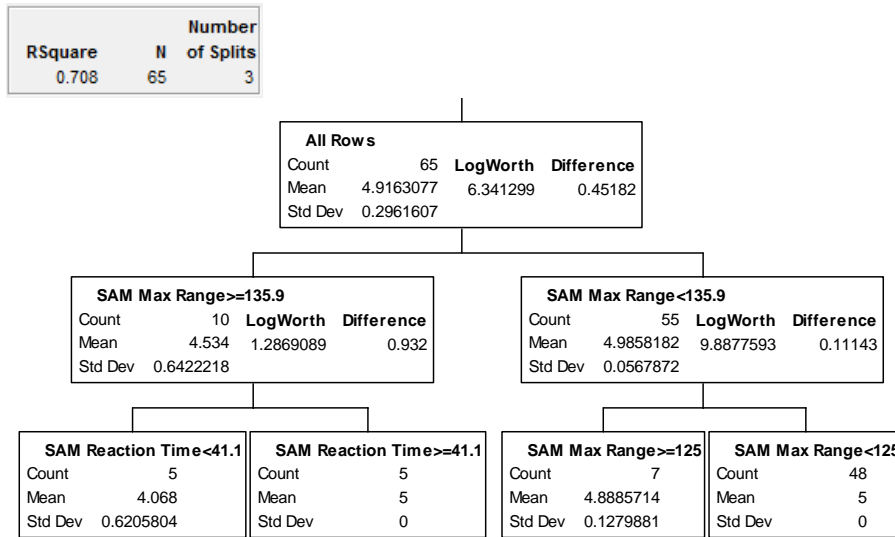 Number
RSquare N of Splits
0.708 65 3
All Rows
Count 65 LogWorth Difference
Mean 4.9163077 6.341299 0.45182
Std Dev 0.2961607
SAM Max Range>=135.9
Count 10 LogWorth Difference
Mean 4.534 1.2869089 0.932
Std Dev 0.6422218
SAM Max Range<135.9
Count 55 LogWorth Difference
Mean 4.9858182 9.8877593 0.11143
Std Dev 0.0567872
SAM Reaction Time<41.1
Count 5
Mean 4.068
Std Dev 0.6205804
SAM Reaction Time>=41.1
Count 5
Mean 5
Std Dev 0
SAM Max Range>=125
Count 7
Mean 4.8885714
Std Dev 0.1279881
SAM Max Range<125
Count 48
Mean 5
Std Dev 0